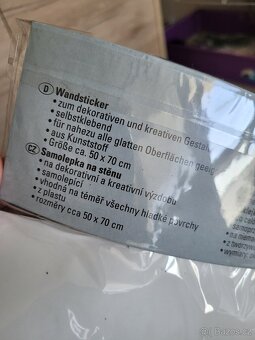 D Wandsticker
• zum dekorativen und kreativen Gestal
• selbstklebend
• für nahezu alle glatten Oberflächen geeig
• aus Kunststoff
• Größe ca. 50 x 70 cm
CZ Samolepka na stěnu
• na dekorativní a kreativní výzdobu
• samolepící
• vhodná na téměř všechny hladké povrchy
• z plastu
• rozměry cca 50 x 70 cm